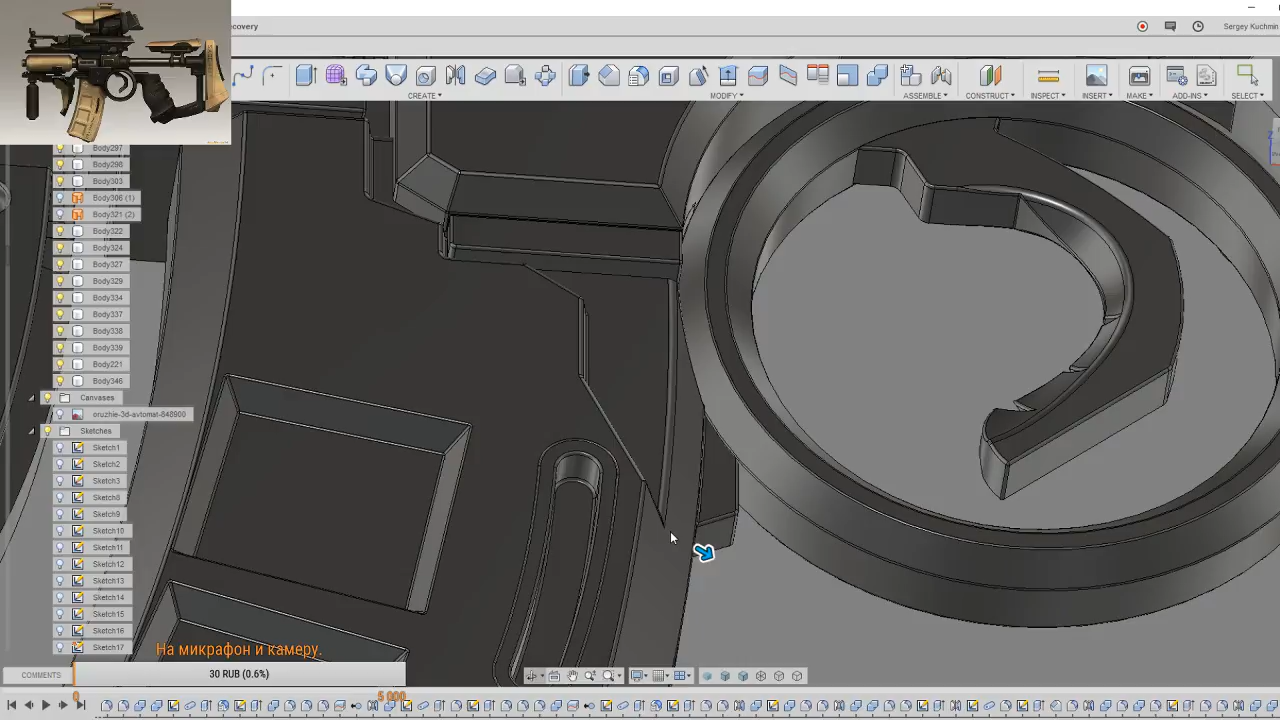 ecovery
Sergey Kuchmin
CREATE
MODIFY
ASSEMBLE
CONSTRUCT
INSPECT
INSERT
MAKE
ADD-INS
SELECT
Body297
Body298
Body303
Body306 (1)
Body321 (2)
Body322
Body324
Body327
Body329
Body334
Body337
Body338
Body339
Body221
Body346
Canvases
oruzhie-3d-avtomat-848900
Sketches
Sketch1
Sketch2
Sketch3
Sketch8
Sketch9
Sketch10
Sketch11
Sketch12
Sketch13
Sketch14
Sketch15
Sketch16
Sketch17
На микрафон и камеру.
COMMENTS
30 RUB (0.6%)
0
5 000